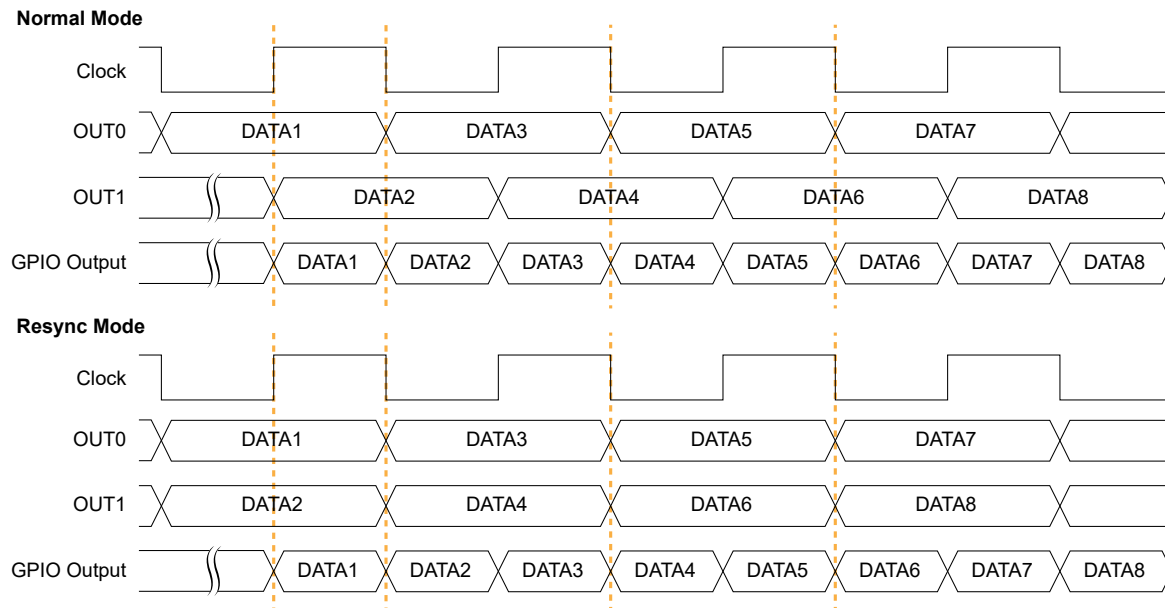 Normal Mode
Clock
OUT0 DATA1 DATA3 DATA5 DATA7
OUT1 DATA2 DATA4 DATA6 DATA8
GPIO Output DATA1 DATA2 DATA3 DATA4 DATA5 DATA6 DATA7 DATA8
Resync Mode
Clock
OUT0 DATA1 DATA3 DATA5 DATA7
OUT1 DATA2 DATA4 DATA6 DATA8
GPIO Output DATA1 DATA2 DATA3 DATA4 DATA5 DATA6 DATA7 DATA8